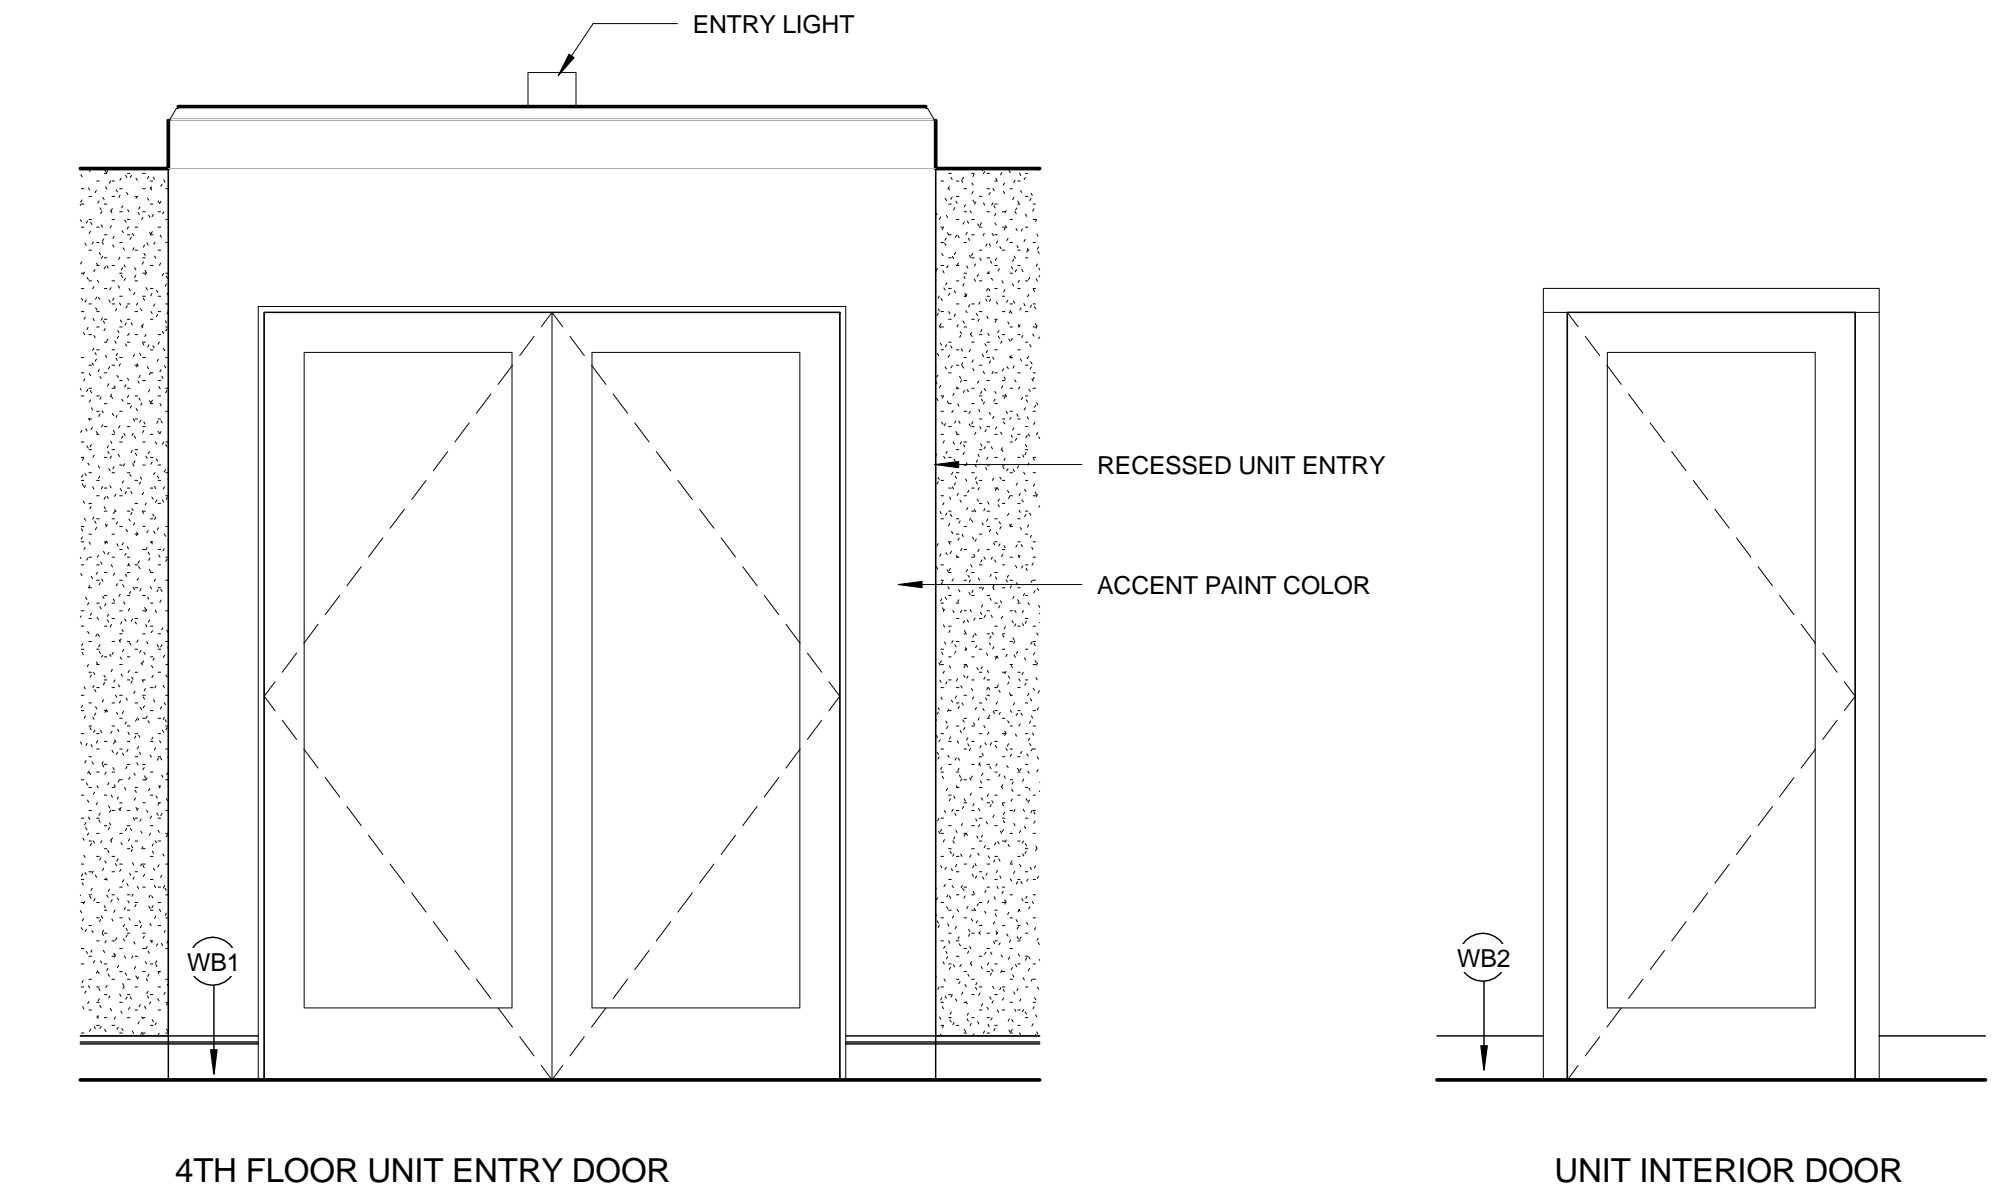 ENTRY LIGHT
RECESSED UNIT ENTRY
ACCENT PAINT COLOR
WB1
WB2
4TH FLOOR UNIT ENTRY DOOR
UNIT INTERIOR DOOR